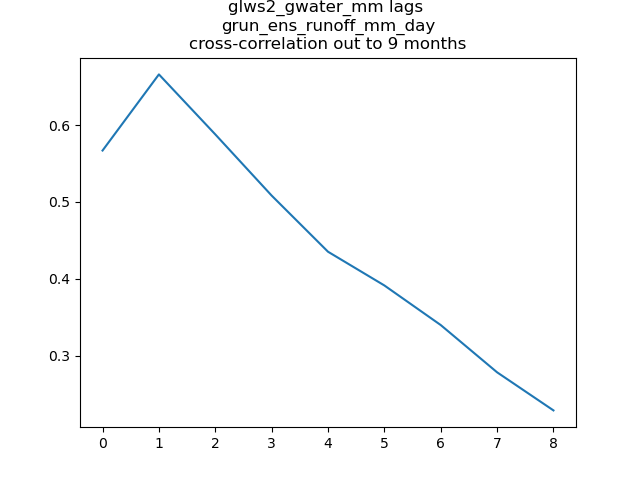 glws2_gwater_mm lags
grun_ens_runoff_mm_day
cross-correlation out to 9 months
0.6
0.5
0.4
0.3
0 1 2 3 4 5 6 7 8